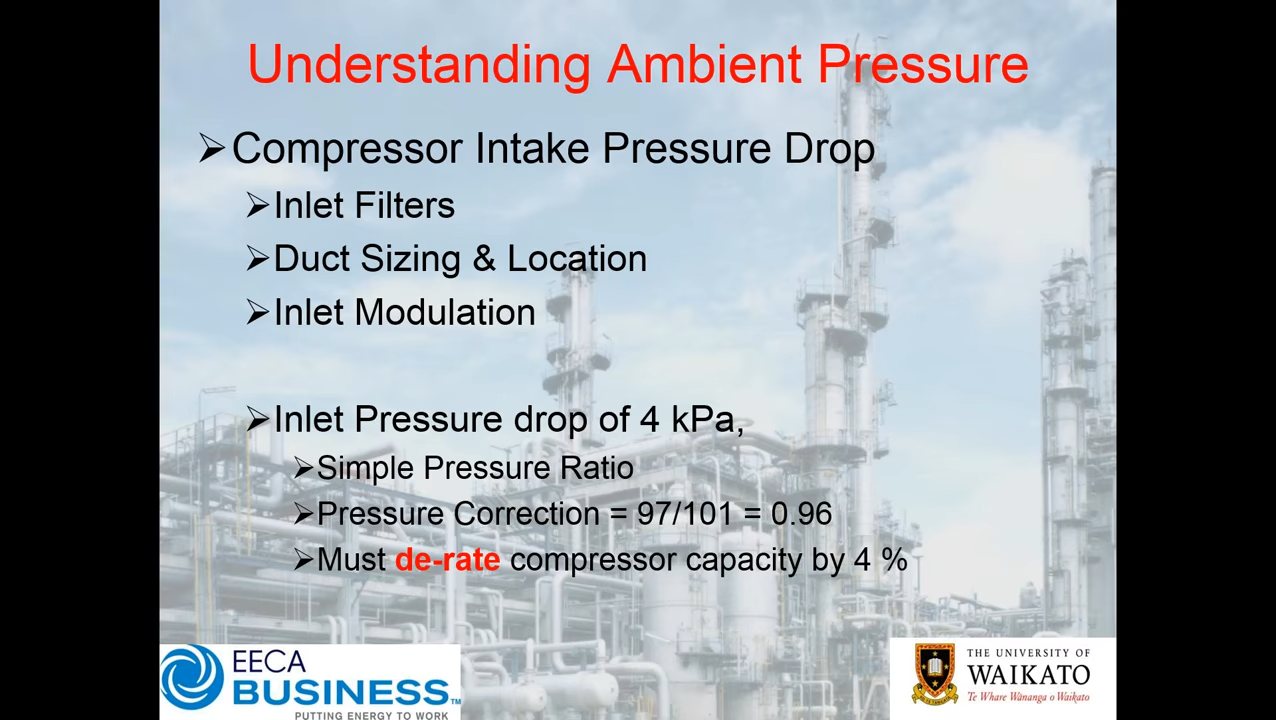 Understanding Ambient Pressure
➢Compressor Intake Pressure Drop
➢Inlet Filters
➢Duct Sizing & Location
➢Inlet Modulation
➢Inlet Pressure drop of 4 kPa,
➢Simple Pressure Ratio
➢Pressure Correction = 97/101 = 0.96
➢Must de-rate compressor capacity by 4 %
EECA
BUSINESS™
PUTTING ENERGY TO WORK
THE UNIVERSITY OF
WAIKATO
Te Whare Wānanga o Waikato